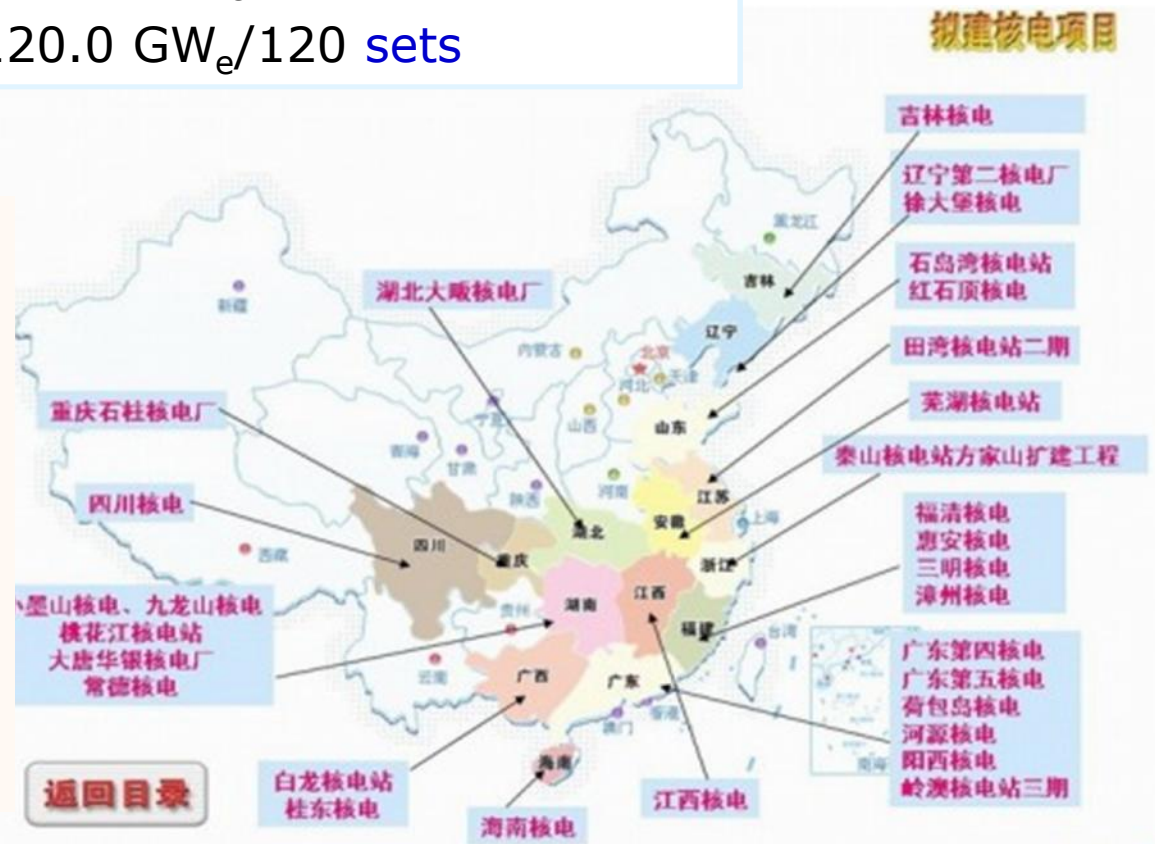 20.0 GWe/120 sets
拟建核电项目
吉林核电
辽宁第二核电厂
徐大堡核电
石岛湾核电站
红石顶核电
田湾核电站二期
芜湖核电站
秦山核电站方家山扩建工程
福清核电
惠安核电
三明核电
漳州核电
广东第四核电
广东第五核电
荷包岛核电
河源核电
阳西核电
岭澳核电站三期
湖北大畈核电厂
重庆石柱核电厂
四川核电
小墨山核电、九龙山核电
桃花江核电站
大唐华银核电厂
常德核电
白龙核电站
桂东核电
海南核电
江西核电
返回目录
黑龙江
吉林
辽宁
新疆
内蒙古
北京
天津
河北
山西
宁夏
山东
青海
甘肃
陕西
河南
江苏
安徽
上海
湖北
四川
重庆
浙江
西藏
湖南
江西
贵州
福建
台湾
云南
广西
广东
香港
澳门
海南
南海